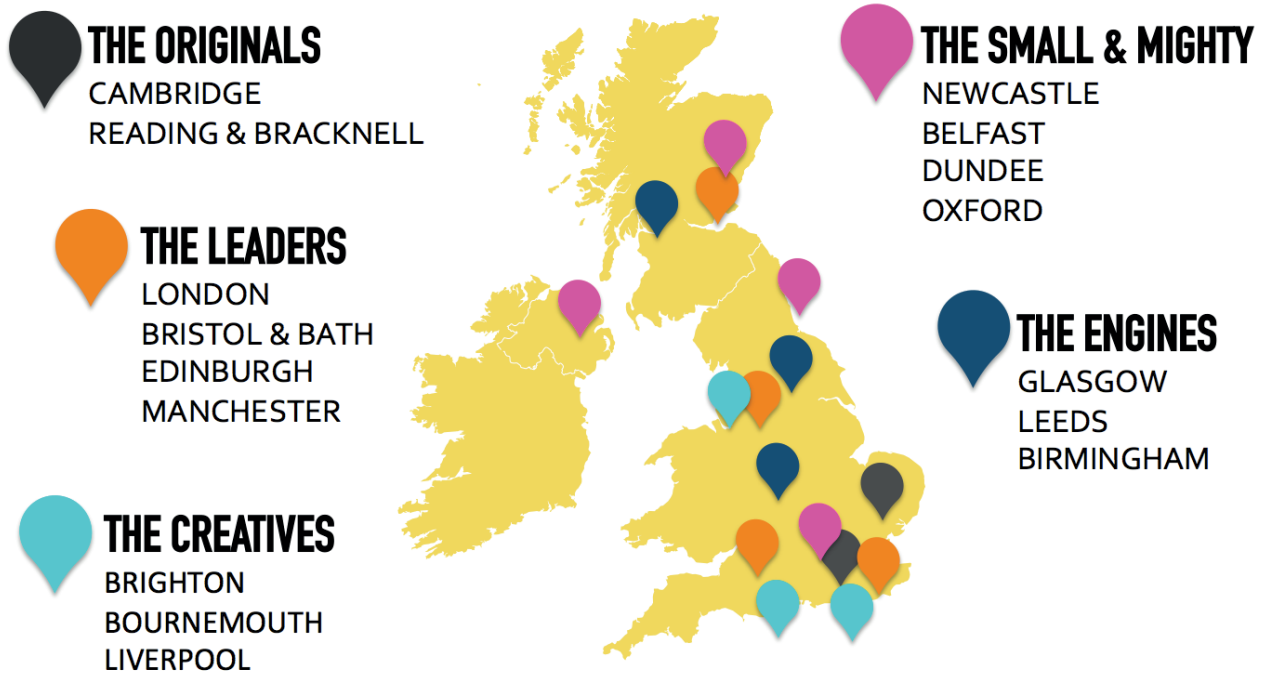 THE ORIGINALS
CAMBRIDGE
READING & BRACKNELL
THE LEADERS
LONDON
BRISTOL & BATH
EDINBURGH
MANCHESTER
THE CREATIVES
BRIGHTON
BOURNEMOUTH
LIVERPOOL
THE SMALL & MIGHTY
NEWCASTLE
BELFAST
DUNDEE
OXFORD
THE ENGINES
GLASGOW
LEEDS
BIRMINGHAM